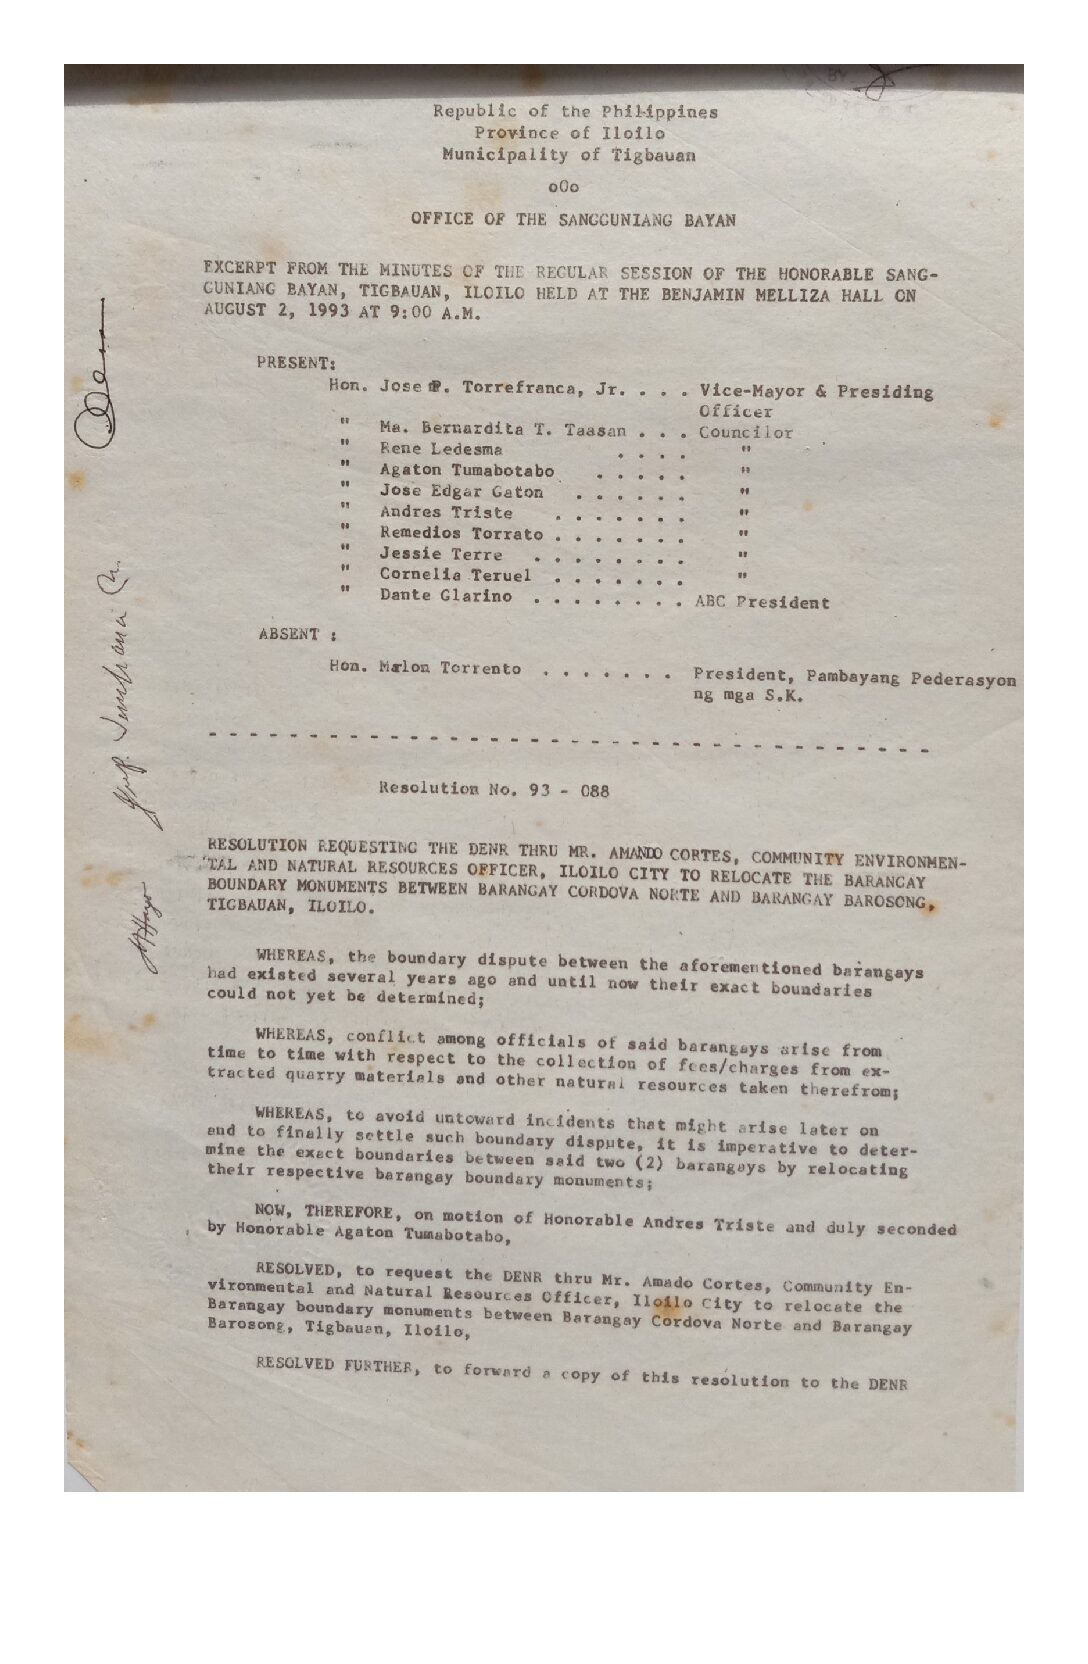 BY
Republic of the Philippines
Province of Iloilo
Municipality of Tigbauan
oOo
OFFICE OF THE SANGGUNIANG BAYAN
EXCERPT FROM THE MINUTES OF THE REGULAR SESSION OF THE HONORABLE SANG-
GUNIANG BAYAN, TIGBAUAN, ILOILO HELD AT THE BENJAMIN MELLIZA HALL ON
AUGUST 2, 1993 AT 9:00 A.M.
PRESENT:
Hon. Jose P. Torrefranca, Jr. . . . Vice-Mayor & Presiding
Officer
" Ma. Bernardita T. Taasan . . . Councilor
" Rene Ledesma . . . . "
" Agaton Tumabotabo . . . . . "
" Jose Edgar Gaton . . . . . . "
" Andres Triste . . . . . . . "
" Remedios Torrato . . . . . . . "
" Jessie Terre . . . . . . . . "
" Cornelia Teruel . . . . . . . "
" Dante Glarino . . . . . . . . ABC President
ABSENT :
Hon. Marlon Torrento . . . . . . . President, Pambayang Pederasyon
ng mga S.K.
- - - - - - - - - - - - - - - - - - - - - - - - - - - - - - - - - - -
Resolution No. 93 - 088
RESOLUTION REQUESTING THE DENR THRU MR. AMANDO CORTES, COMMUNITY ENVIRONMEN-
TAL AND NATURAL RESOURCES OFFICER, ILOILO CITY TO RELOCATE THE BARANGAY
BOUNDARY MONUMENTS BETWEEN BARANGAY CORDOVA NORTE AND BARANGAY BAROSONG,
TIGBAUAN, ILOILO.
WHEREAS, the boundary dispute between the aforementioned barangays
had existed several years ago and until now their exact boundaries
could not yet be determined;
WHEREAS, conflict among officials of said barangays arise from
time to time with respect to the collection of fees/charges from ex-
tracted quarry materials and other natural resources taken therefrom;
WHEREAS, to avoid untoward incidents that might arise later on
and to finally settle such boundary dispute, it is imperative to deter-
mine the exact boundaries between said two (2) barangays by relocating
their respective barangay boundary monuments;
NOW, THEREFORE, on motion of Honorable Andres Triste and duly seconded
by Honorable Agaton Tumabotabo,
RESOLVED, to request the DENR thru Mr. Amado Cortes, Community En-
vironmental and Natural Resources Officer, Iloilo City to relocate the
Barangay boundary monuments between Barangay Cordova Norte and Barangay
Barosong, Tigbauan, Iloilo,
RESOLVED FURTHER, to forward a copy of this resolution to the DENR